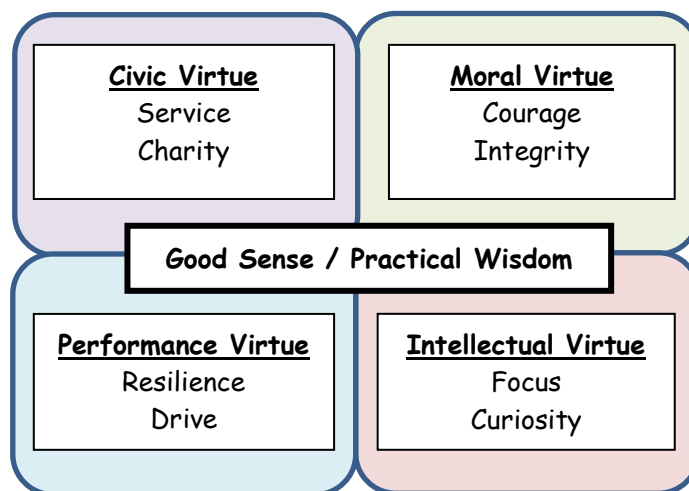 Civic Virtue
Service
Charity
Moral Virtue
Courage
Integrity
Good Sense / Practical Wisdom
Performance Virtue
Resilience
Drive
Intellectual Virtue
Focus
Curiosity